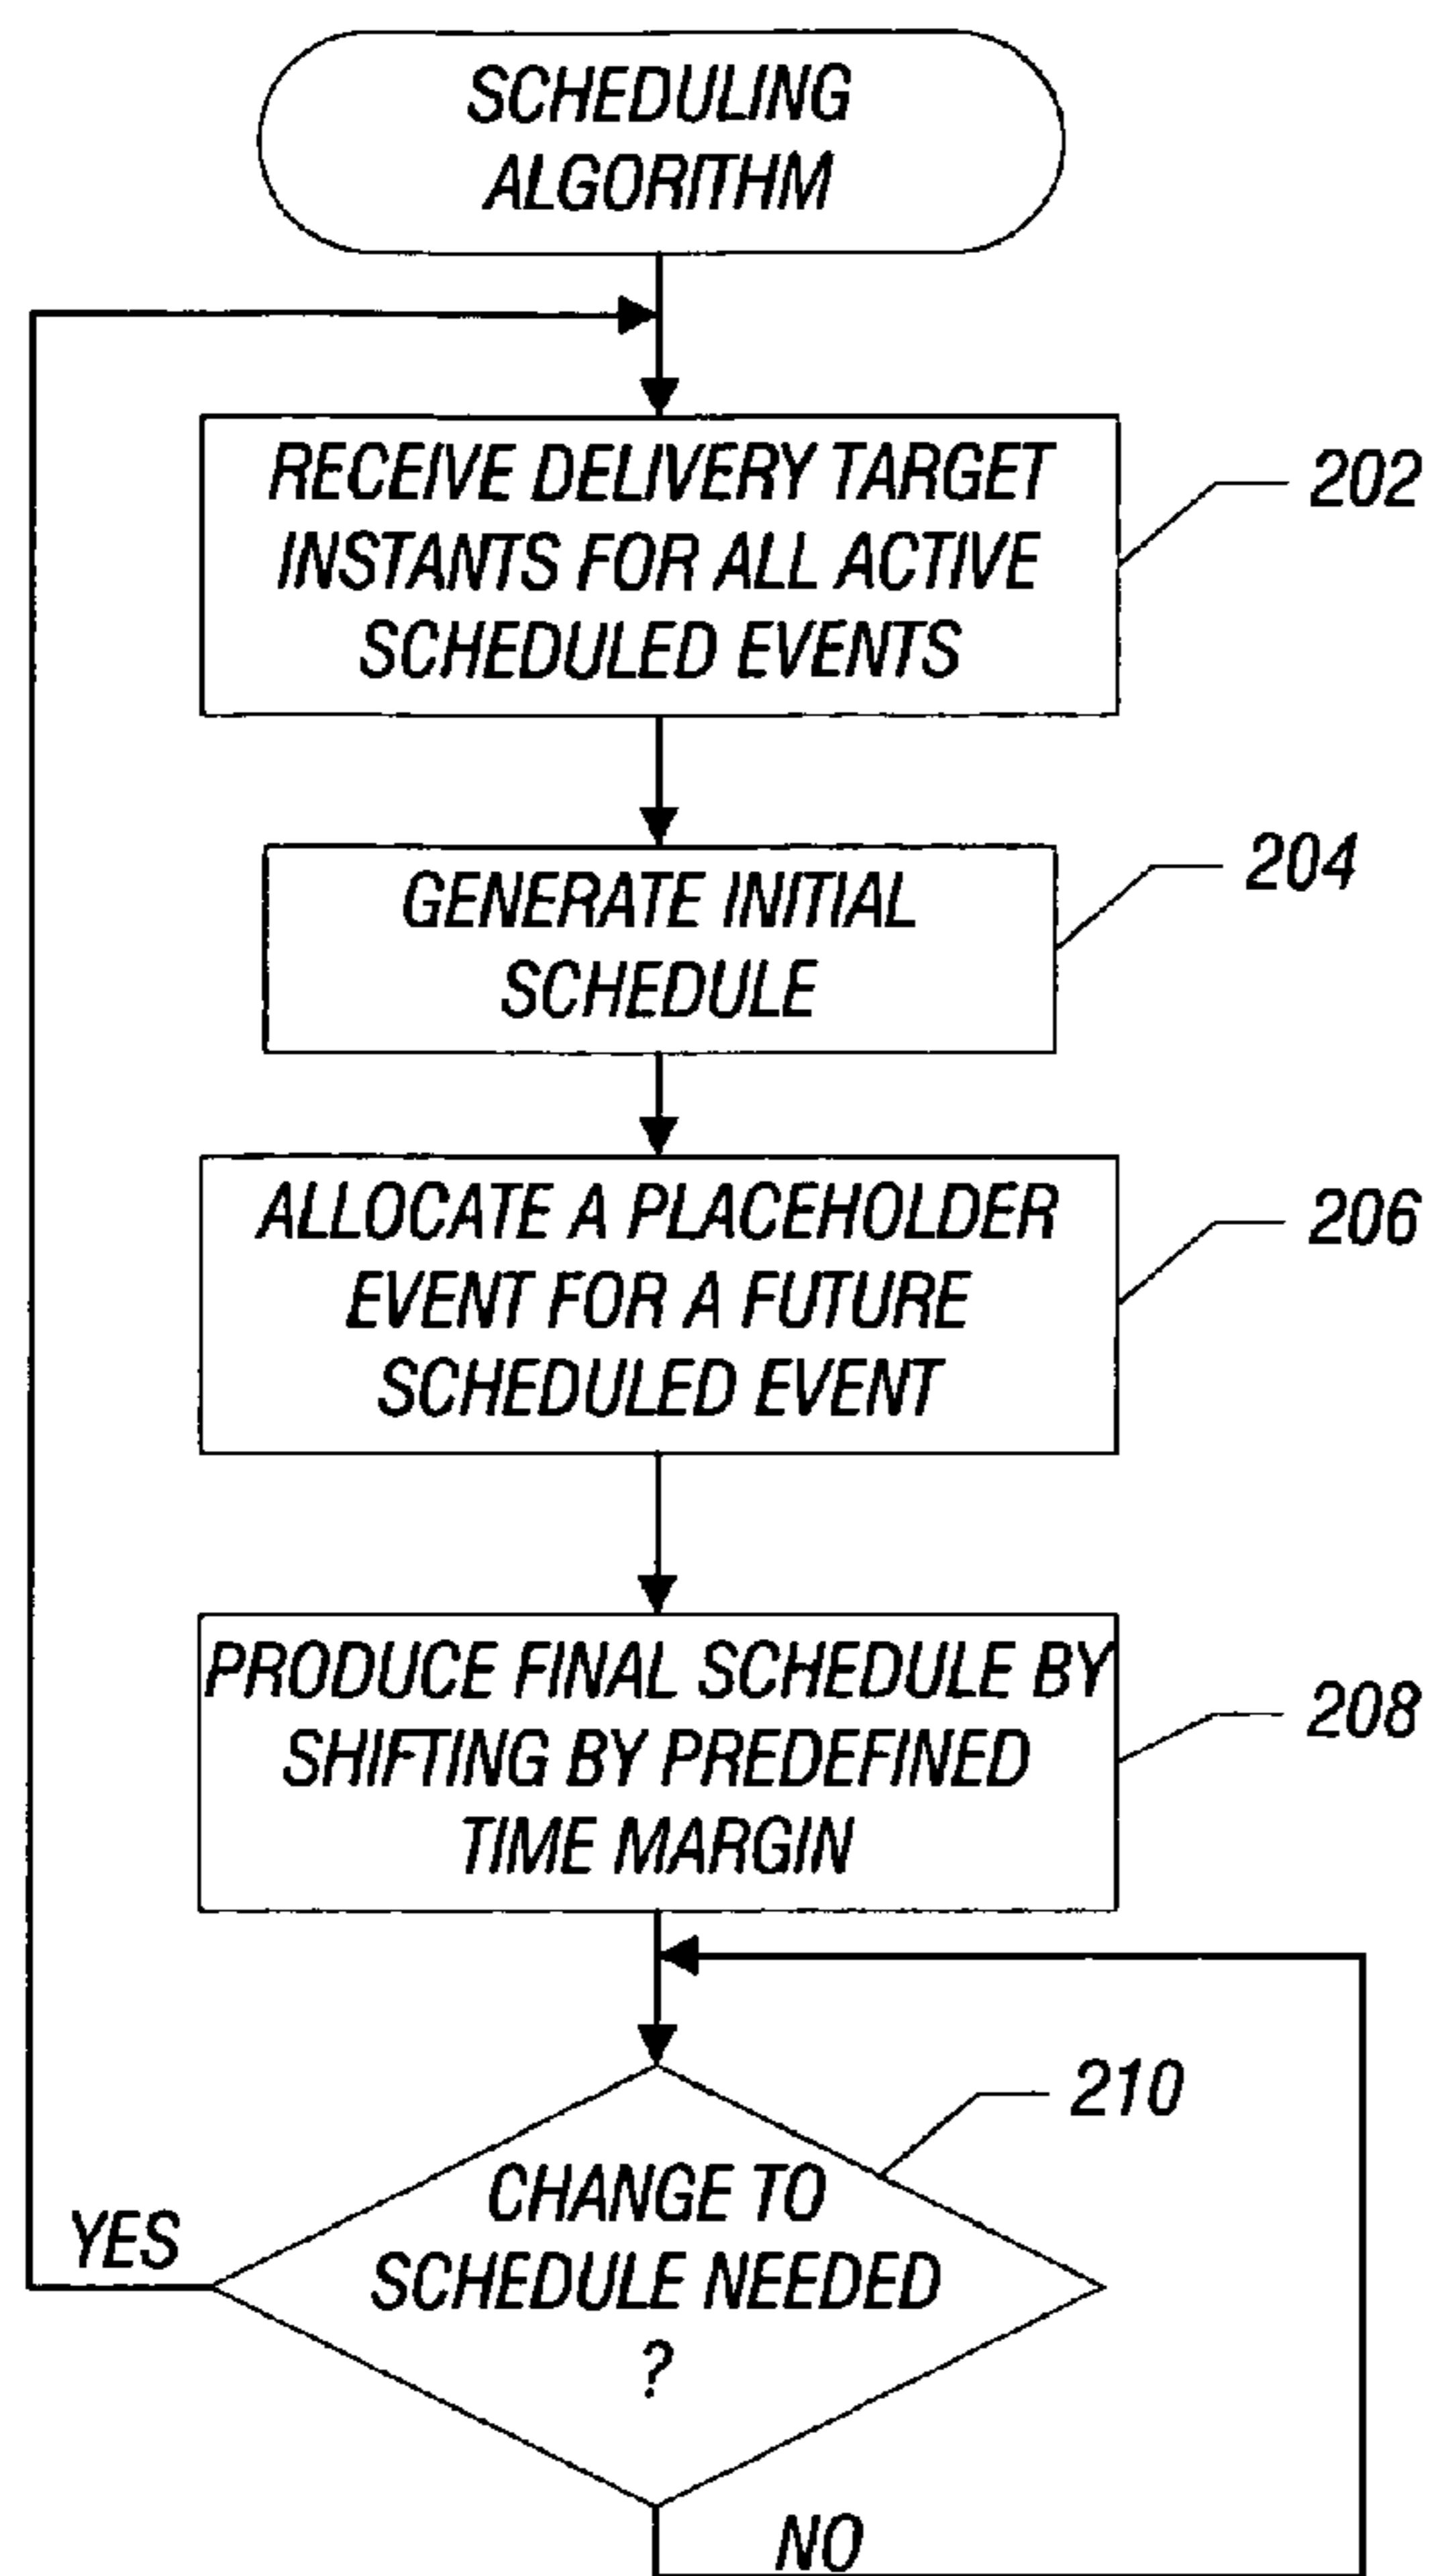 SCHEDULING
ALGORITHM
RECEIVE DELIVERY TARGET
INSTANTS FOR ALL ACTIVE
SCHEDULED EVENTS
202
GENERATE INITIAL
SCHEDULE
204
ALLOCATE A PLACEHOLDER
EVENT FOR A FUTURE
SCHEDULED EVENT
206
PRODUCE FINAL SCHEDULE BY
SHIFTING BY PREDEFINED
TIME MARGIN
208
210
CHANGE TO
SCHEDULE NEEDED
?
YES
NO